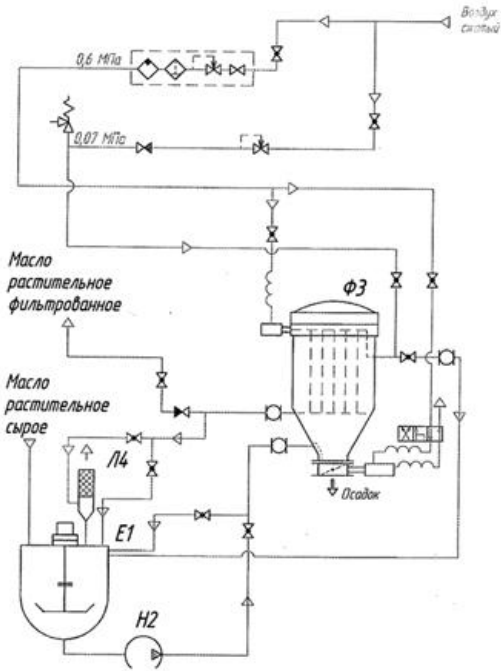 Воздух
сжатый
0,6 МПа
0,07 МПа
Масло
растительное
фильтрованное
Ф3
Масло
растительное
сырое
Л4
Осадок
Е1
Н2